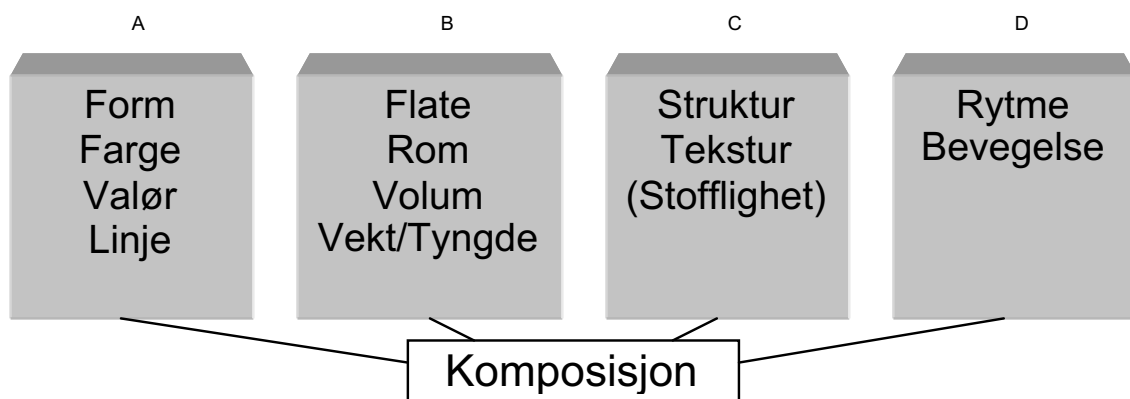 A
B
C
D
Form
Farge
Valør
Linje
Flate
Rom
Volum
Vekt/Tyngde
Struktur
Tekstur
(Stofflighet)
Rytme
Bevegelse
Komposisjon